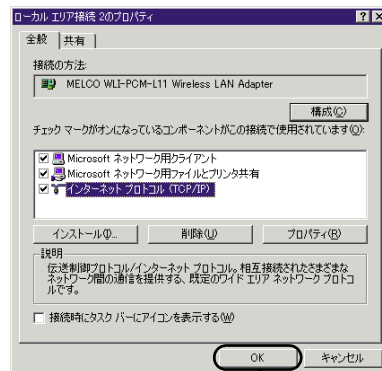 ローカル エリア接続 2のプロパティ
全般 共有
接続の方法:
MELCO WLI-PCM-L11 Wireless LAN Adapter
構成(C)
チェック マークがオンになっているコンポーネントがこの接続で使用されています(O):
Microsoft ネットワーク用クライアント
Microsoft ネットワーク用ファイルとプリンタ共有
インターネット プロトコル (TCP/IP)
インストール(I)... 削除(U) プロパティ(R)
説明
伝送制御プロトコル/インターネット プロトコル。相互接続されたさまざまな
ネットワーク間の通信を提供する、既定のワイド エリア ネットワーク プロトコ
ルです。
接続時にタスク バーにアイコンを表示する(W)
OK キャンセル